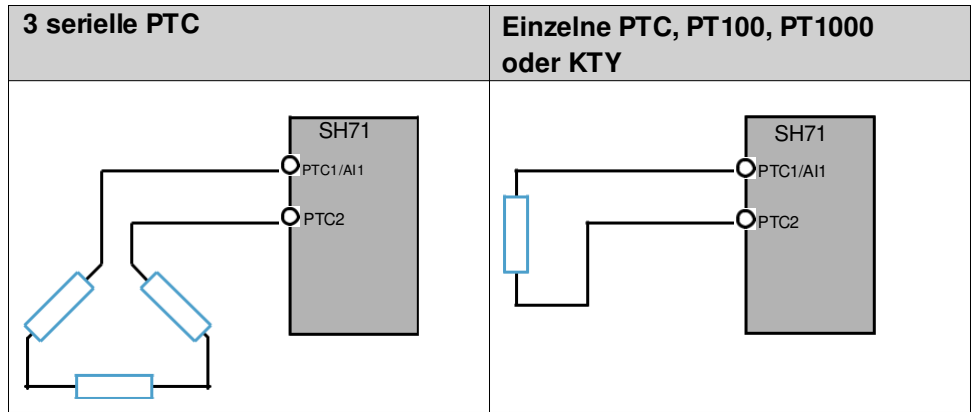 3 serielle PTC
Einzelne PTC, PT100, PT1000
oder KTY
SH71
PTC1/AI1
PTC2
SH71
PTC1/AI1
PTC2